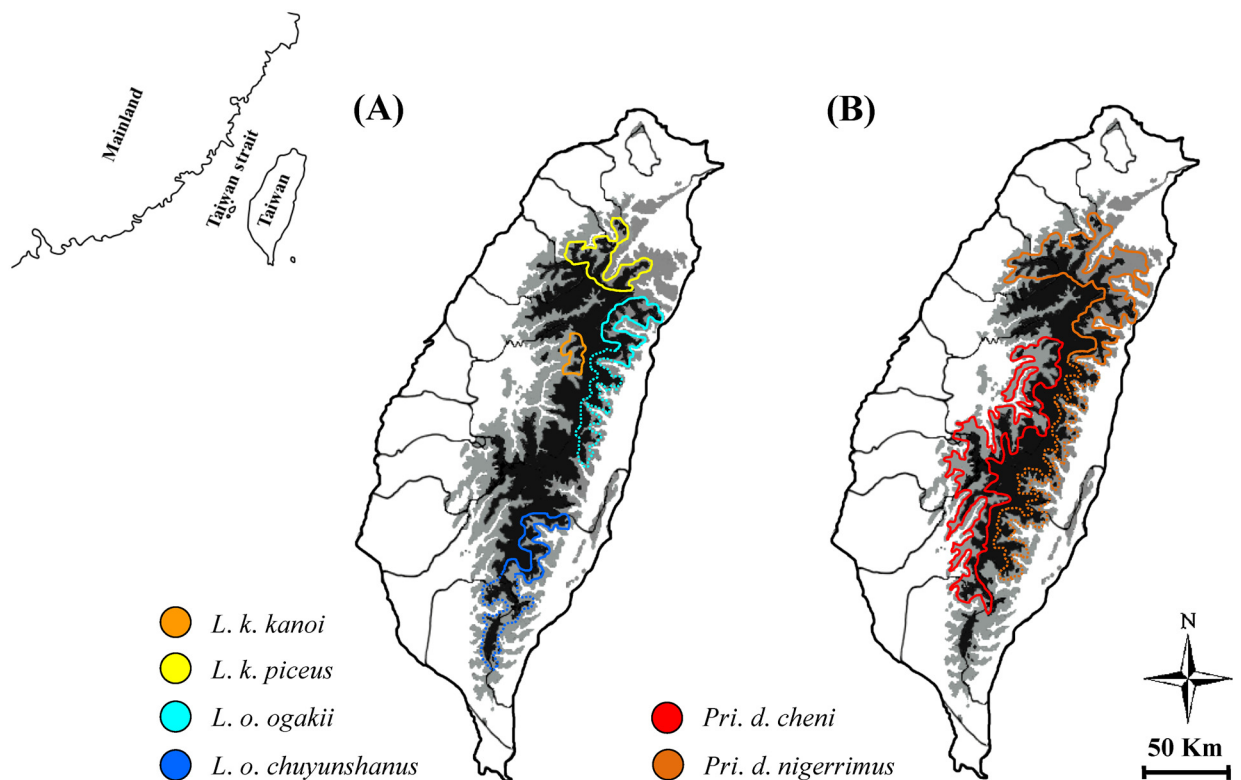 Mainland
Taiwan strait
Taiwan
(A)
(B)
L. k. kanoi
L. k. piceus
L. o. ogakii
L. o. chuyunshanus
Pri. d. cheni
Pri. d. nigerrimus
N
50 Km